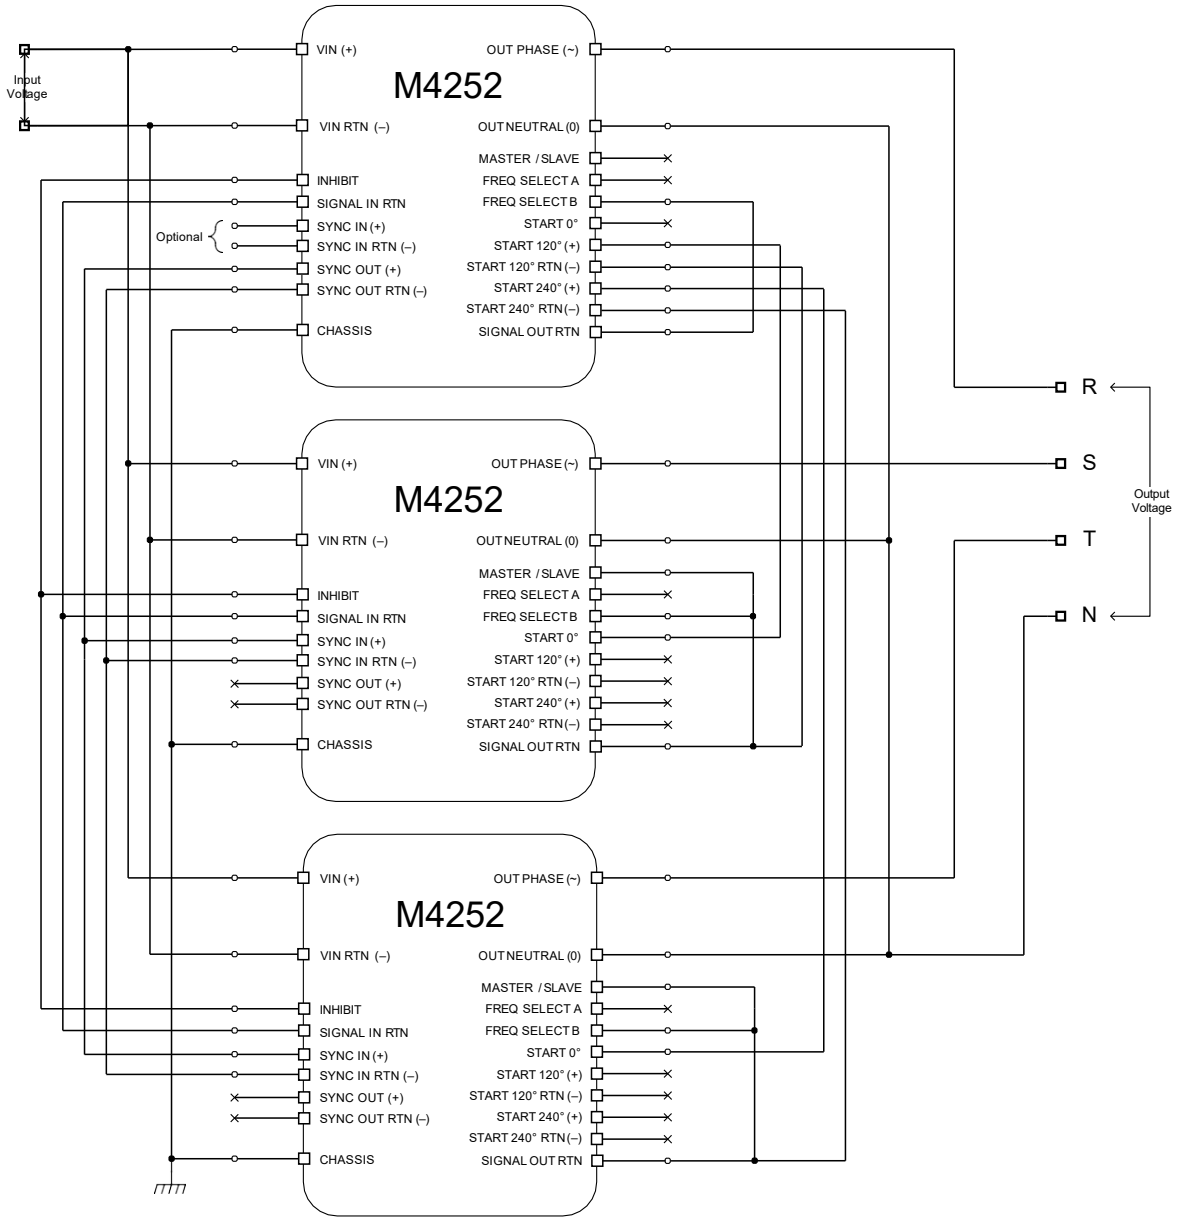 VIN (+)
OUT PHASE (~)
M4252
Input
Voltage
VIN RTN (–)
OUT NEUTRAL (0)
MASTER / SLAVE
INHIBIT
FREQ SELECT A
SIGNAL IN RTN
FREQ SELECT B
SYNC IN (+)
START 0°
Optional
SYNC IN RTN (–)
START 120° (+)
SYNC OUT (+)
START 120° RTN (–)
SYNC OUT RTN (–)
START 240° (+)
START 240° RTN (–)
CHASSIS
SIGNAL OUT RTN
R
VIN (+)
OUT PHASE (~)
S
M4252
Output
Voltage
VIN RTN (–)
OUT NEUTRAL (0)
T
MASTER / SLAVE
INHIBIT
FREQ SELECT A
SIGNAL IN RTN
FREQ SELECT B
N
SYNC IN (+)
START 0°
SYNC IN RTN (–)
START 120° (+)
SYNC OUT (+)
START 120° RTN (–)
SYNC OUT RTN (–)
START 240° (+)
START 240° RTN (–)
CHASSIS
SIGNAL OUT RTN
VIN (+)
OUT PHASE (~)
M4252
VIN RTN (–)
OUT NEUTRAL (0)
MASTER / SLAVE
INHIBIT
FREQ SELECT A
SIGNAL IN RTN
FREQ SELECT B
SYNC IN (+)
START 0°
SYNC IN RTN (–)
START 120° (+)
SYNC OUT (+)
START 120° RTN (–)
SYNC OUT RTN (–)
START 240° (+)
START 240° RTN (–)
CHASSIS
SIGNAL OUT RTN